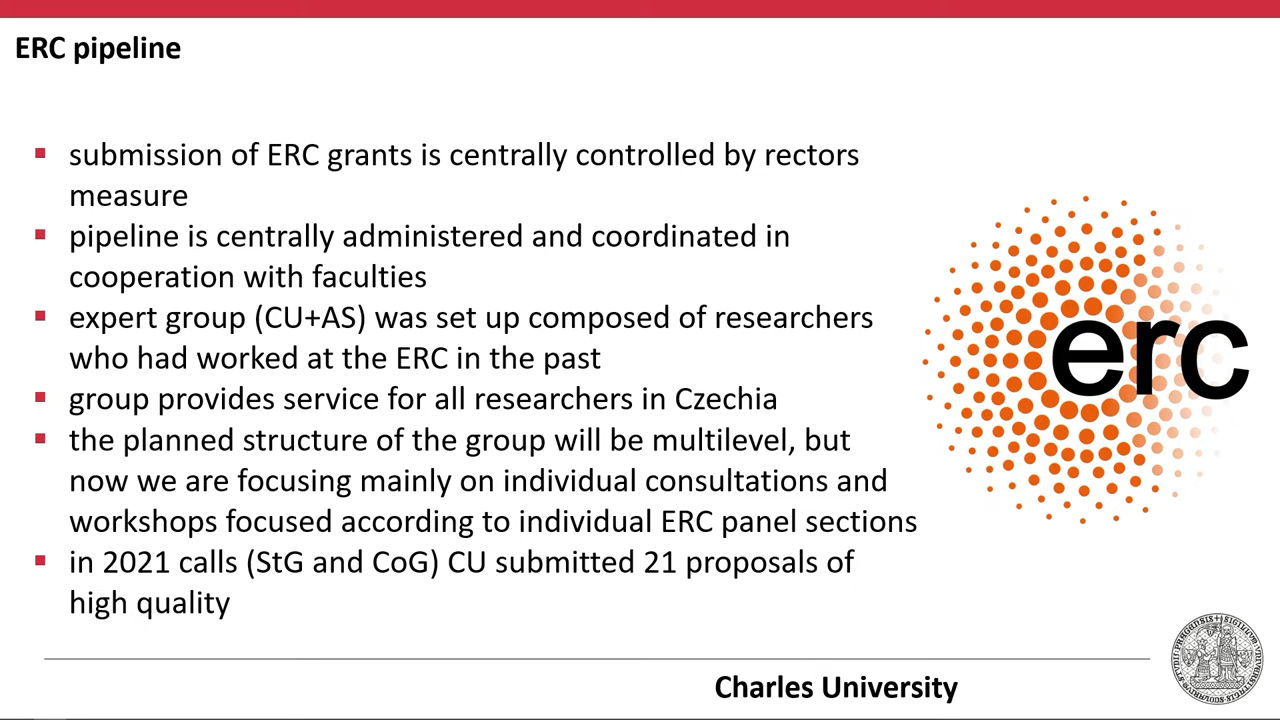 ERC pipeline
▪ submission of ERC grants is centrally controlled by rectors
measure
▪ pipeline is centrally administered and coordinated in
cooperation with faculties
▪ expert group (CU+AS) was set up composed of researchers
who had worked at the ERC in the past
▪ group provides service for all researchers in Czechia
▪ the planned structure of the group will be multilevel, but
now we are focusing mainly on individual consultations and
workshops focused according to individual ERC panel sections
▪ in 2021 calls (StG and CoG) CU submitted 21 proposals of
high quality
erc
Charles University